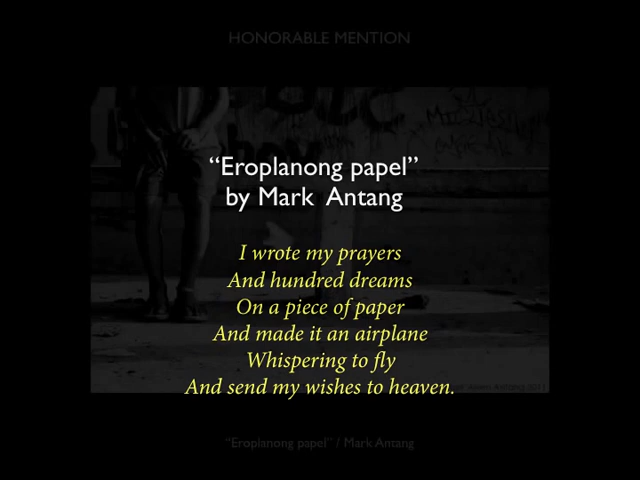 HONORABLE MENTION
“Eroplanong papel”
by Mark Antang
I wrote my prayers
And hundred dreams
On a piece of paper
And made it an airplane
Whispering to fly
And send my wishes to heaven.
“Eroplanong papel” / Mark Antang